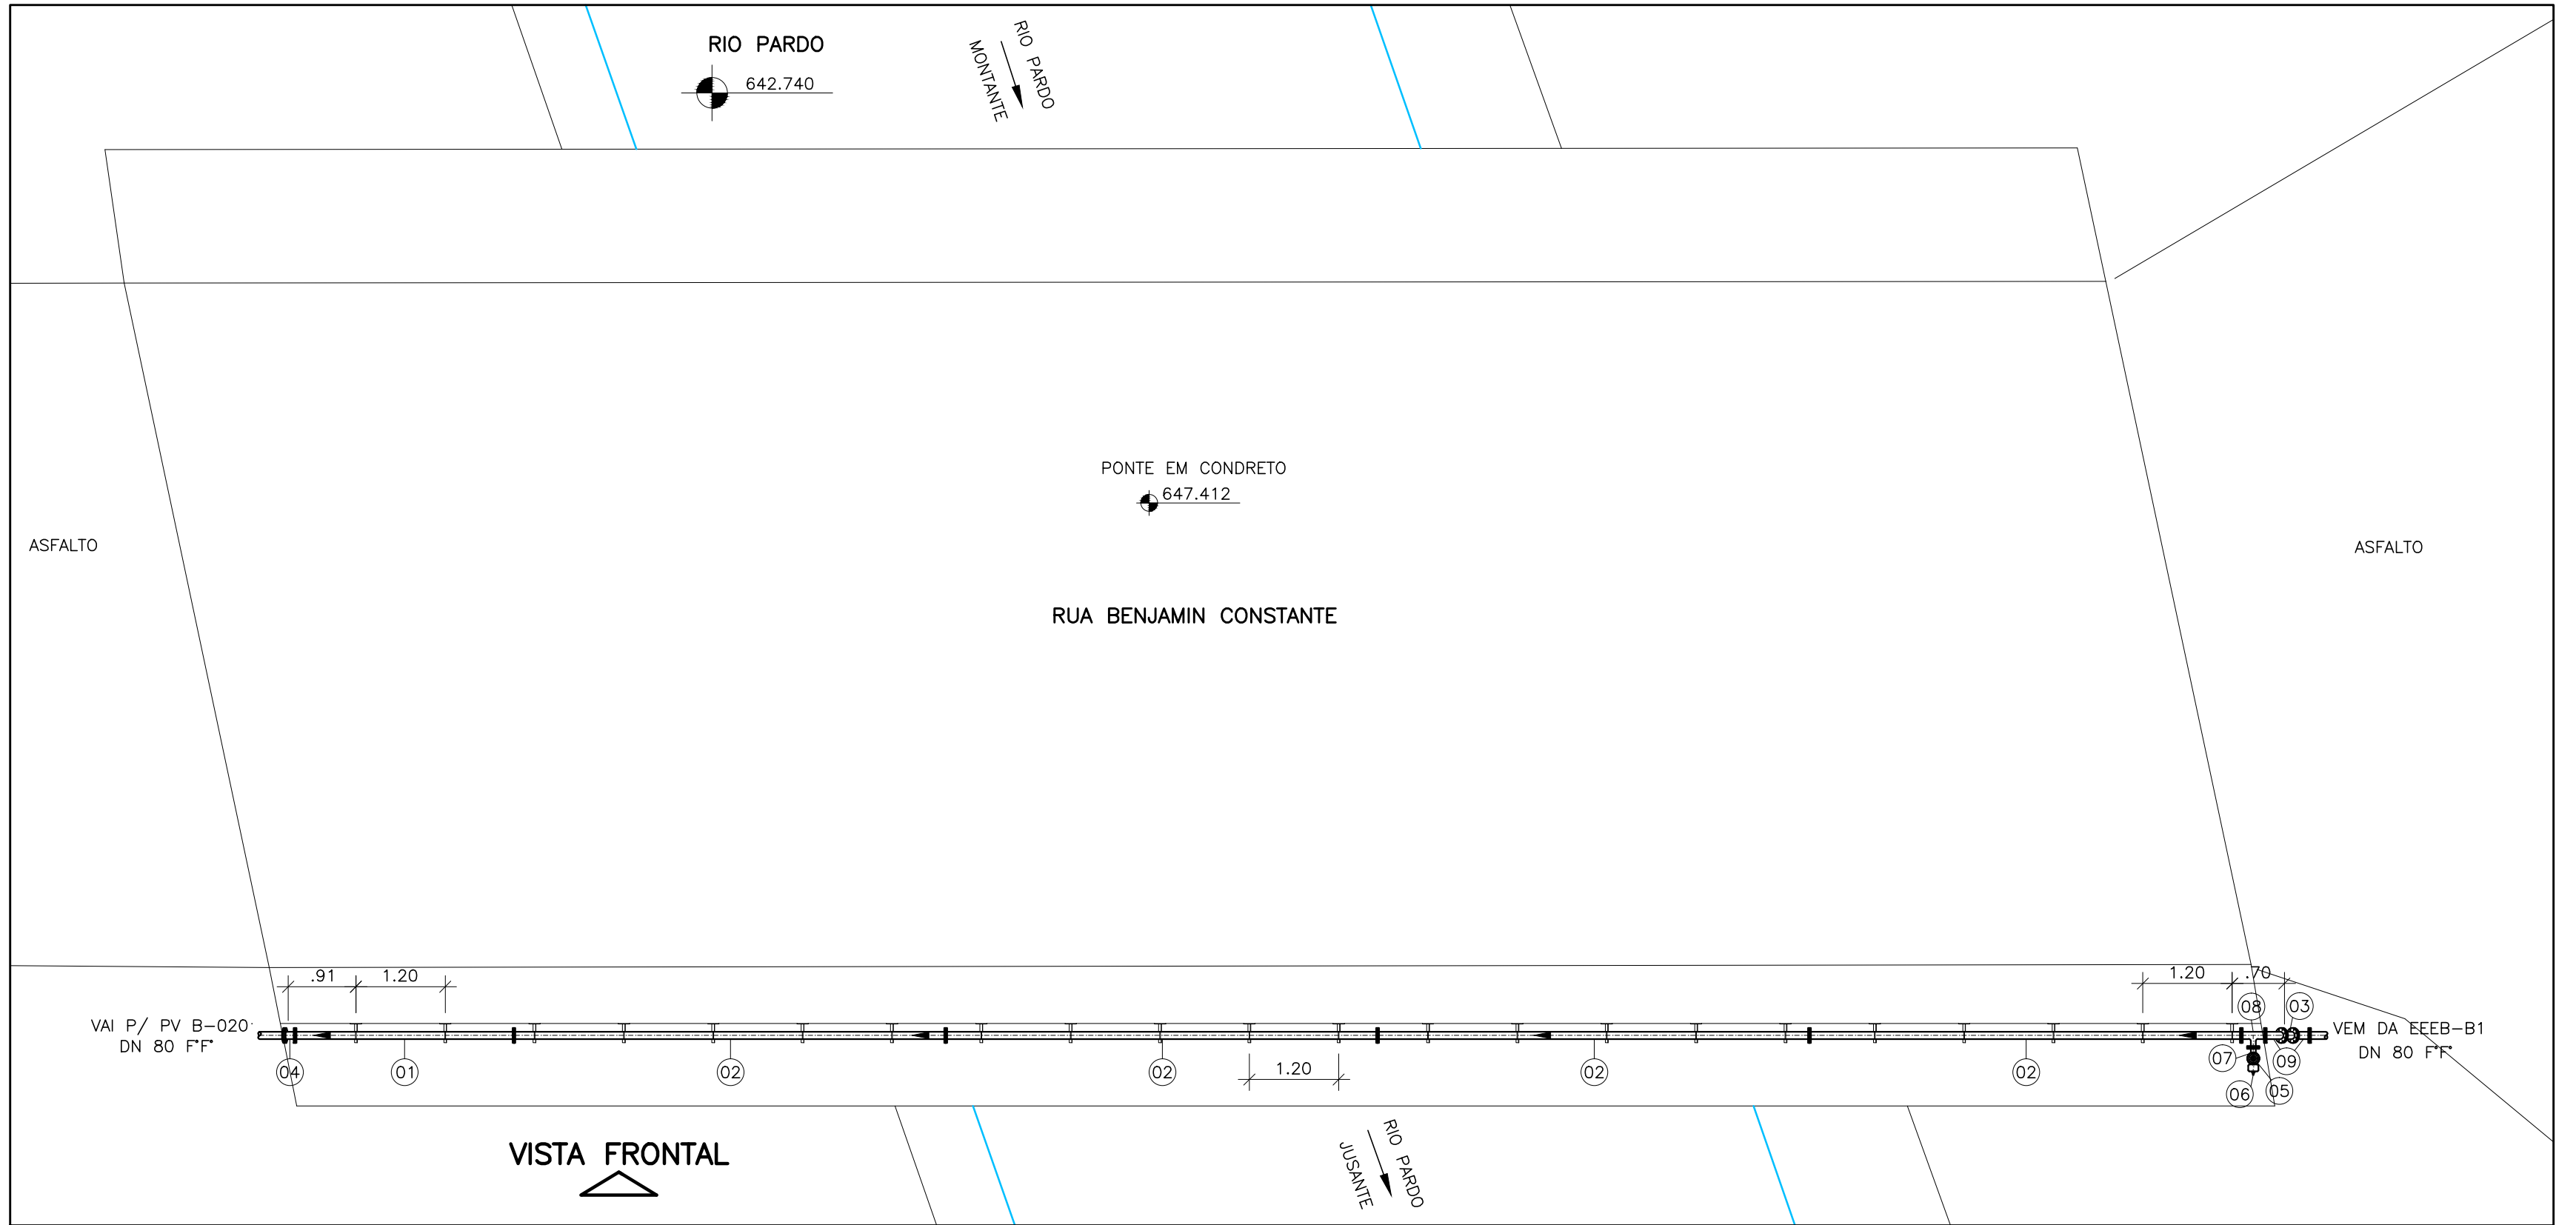 RIO PARDO
642.740
RIO PARDO
MONTANTE
PONTE EM CONDRETO
647.412
ASFALTO
ASFALTO
RUA BENJAMIN CONSTANTE
.91
1.20
1.20
.70
08
03
VAI P/ PV B-020
DN 80 F°F°
VEM DA EEEB-B1
DN 80 F°F°
04
01
02
02
1.20
02
02
07
09
06
05
VISTA FRONTAL
RIO PARDO
JUSANTE